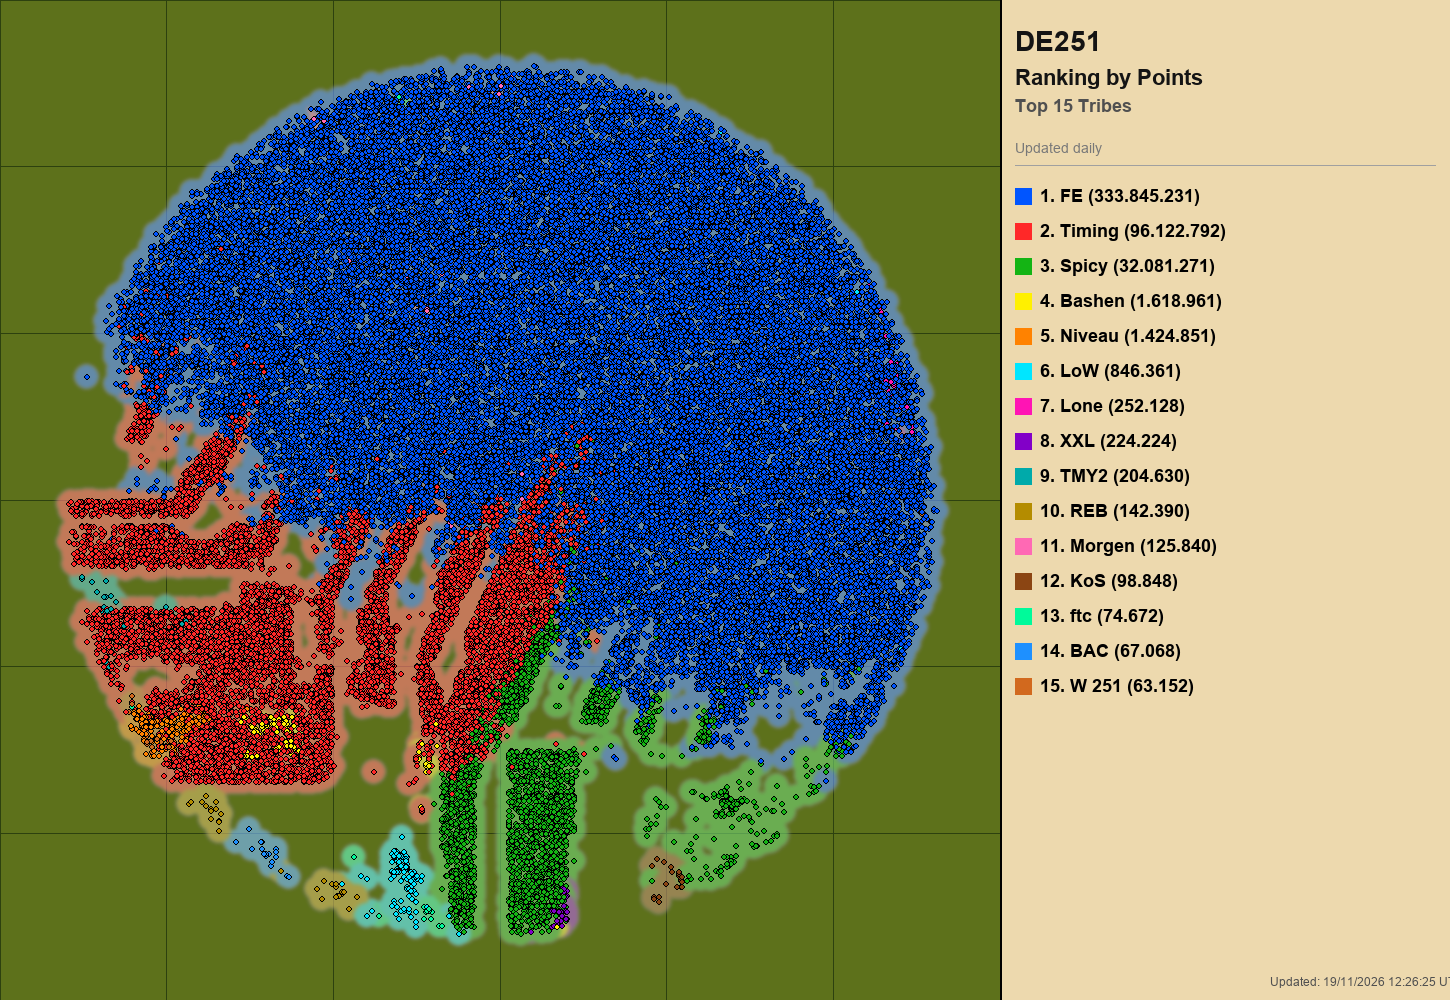 DE251
Ranking by Points
Top 15 Tribes
Updated daily
1. FE (333.845.231)
2. Timing (96.122.792)
3. Spicy (32.081.271)
4. Bashen (1.618.961)
5. Niveau (1.424.851)
6. LoW (846.361)
7. Lone (252.128)
8. XXL (224.224)
9. TMY2 (204.630)
10. REB (142.390)
11. Morgen (125.840)
12. KoS (98.848)
13. ftc (74.672)
14. BAC (67.068)
15. W 251 (63.152)
Updated: 19/11/2026 12:26:25